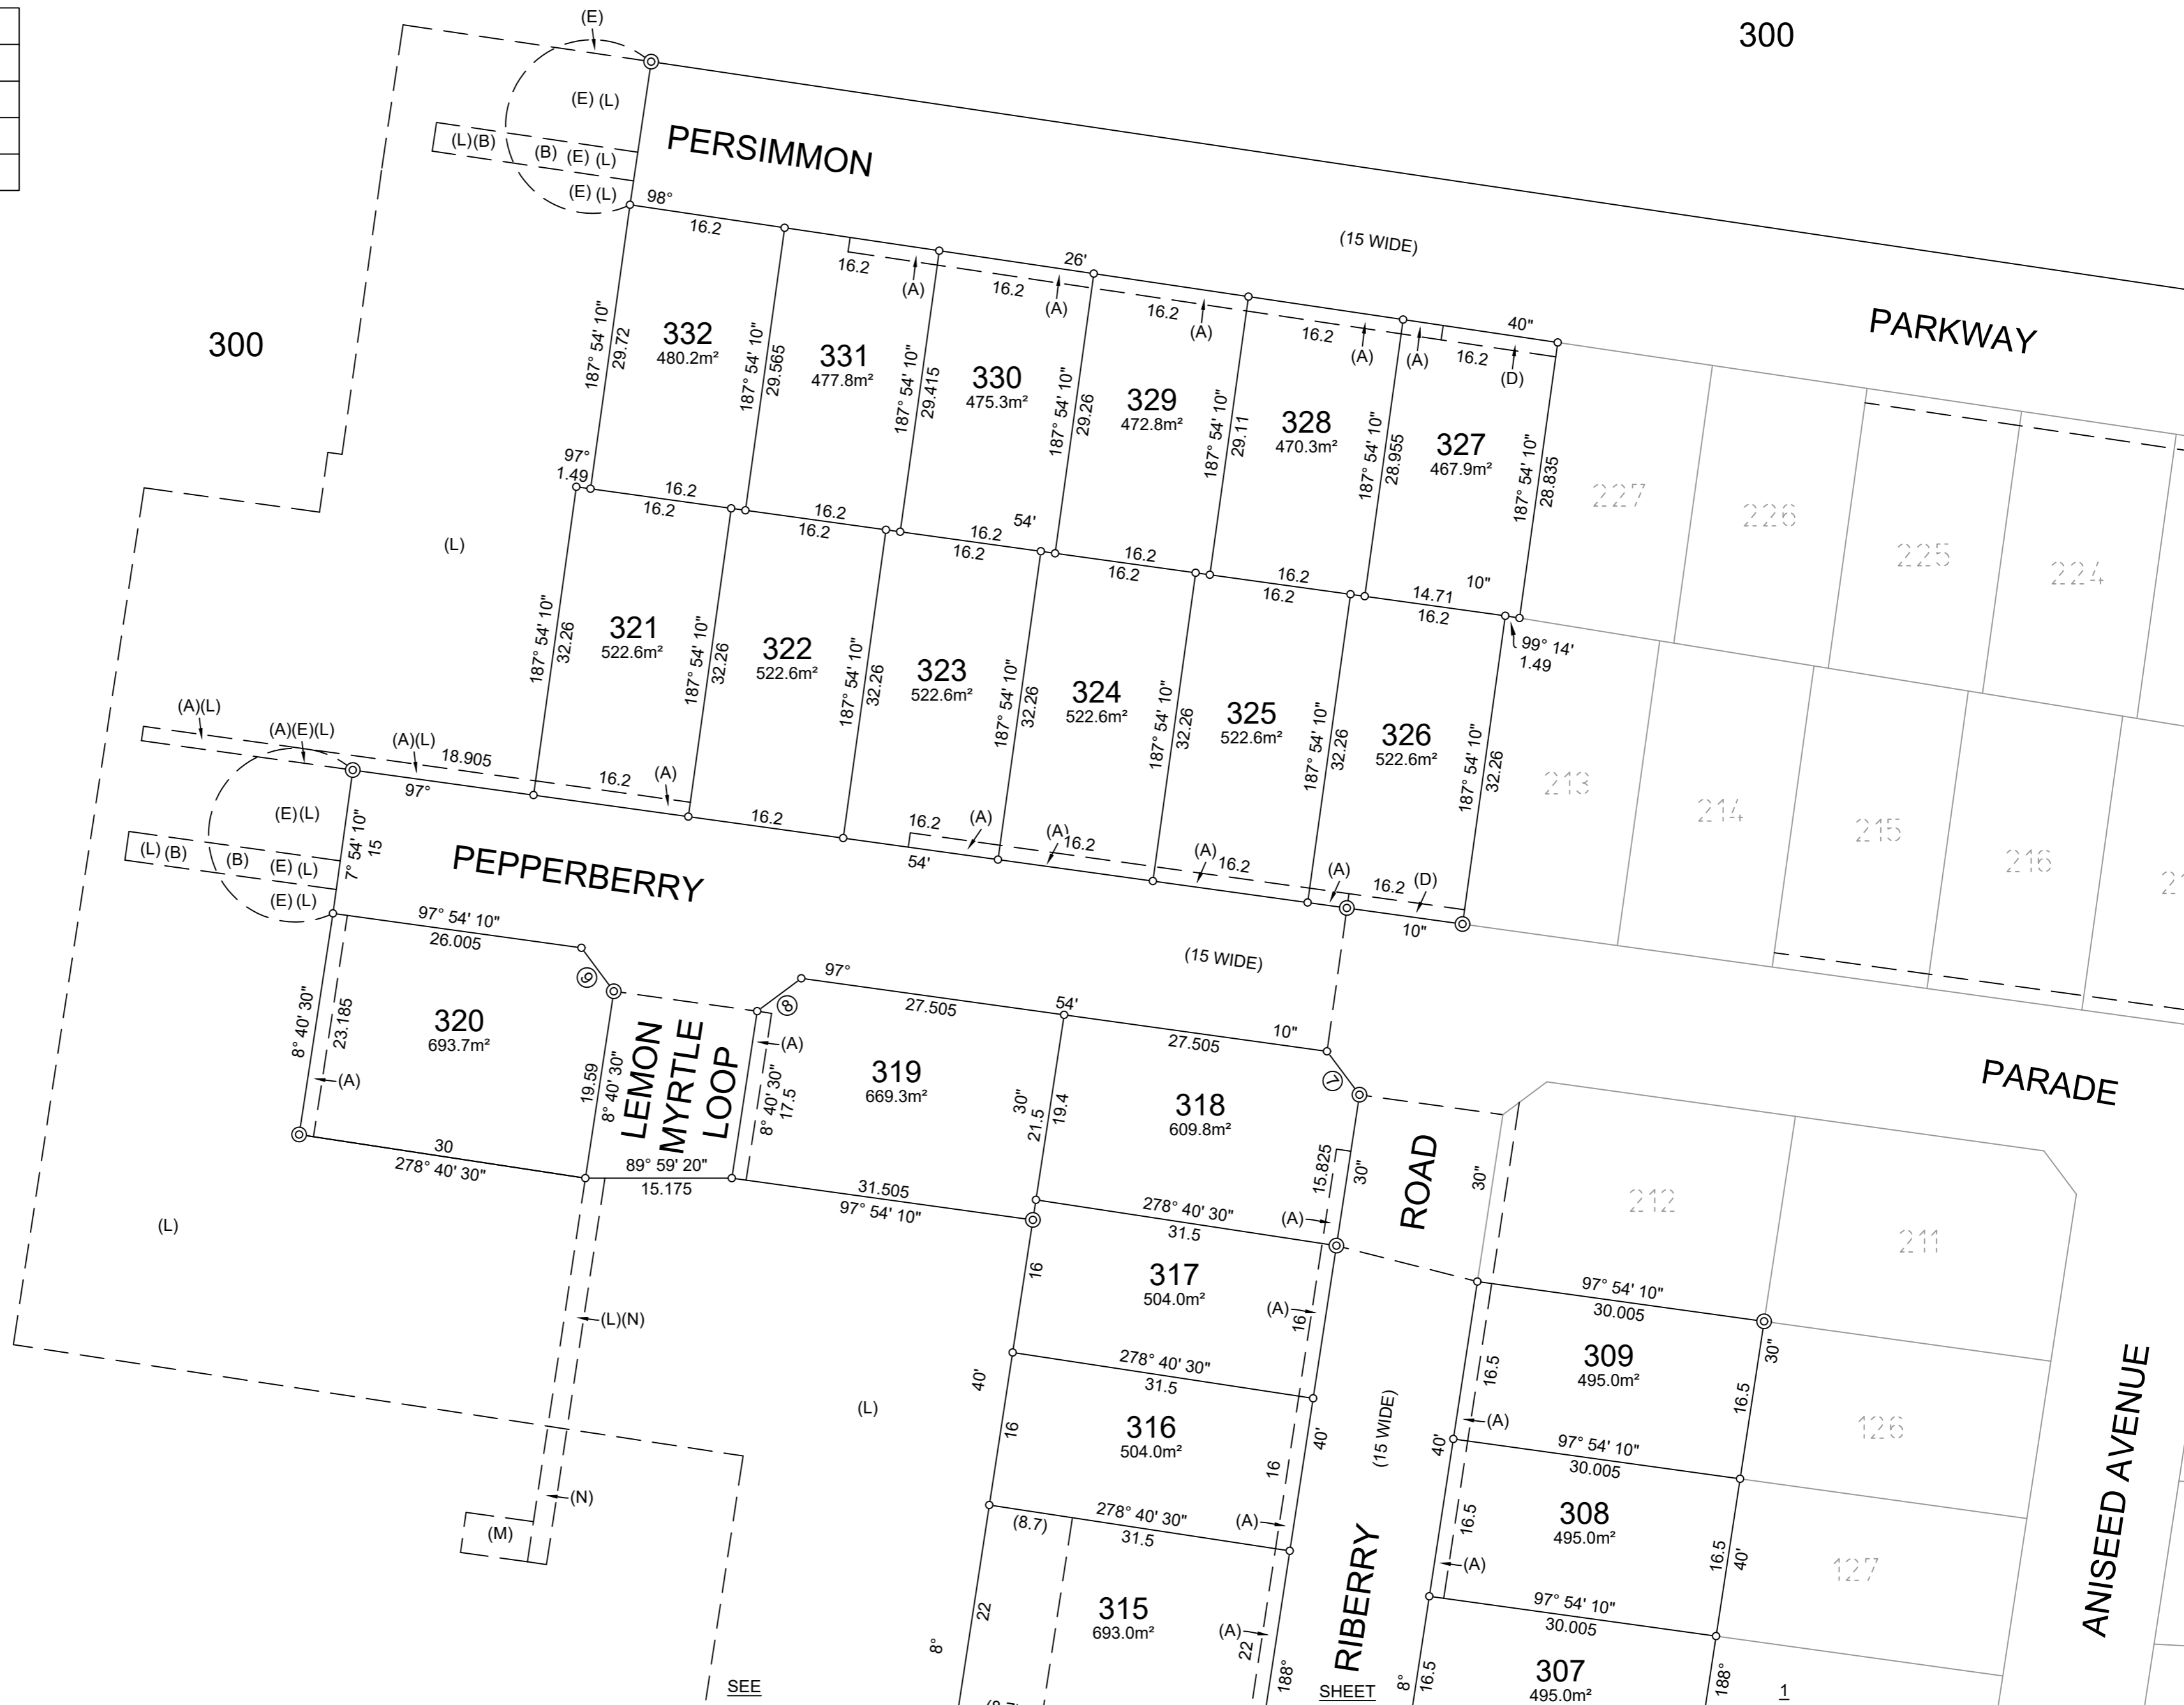 (E)
300
(E) (L)
(L)(B)
(B) (E) (L)
(E) (L)
PERSIMMON
PARKWAY
(15 WIDE)
98°
16.2
26'
40"
16.2
(A)
16.2
(A)
16.2
(A)
16.2
(A)
(A)
16.2
(D)
300
187° 54' 10"
29.72
332
480.2m²
187° 54' 10"
29.565
331
477.8m²
187° 54' 10"
29.415
330
475.3m²
187° 54' 10"
29.26
329
472.8m²
187° 54' 10"
29.11
328
470.3m²
187° 54' 10"
28.955
327
467.9m²
187° 54' 10"
28.835
227
226
225
224
97°
1.49
16.2
16.2
16.2
16.2
16.2
16.2
54'
16.2
16.2
16.2
16.2
14.71
16.2
10"
99° 14'
1.49
(L)
187° 54' 10"
32.26
321
522.6m²
187° 54' 10"
32.26
322
522.6m²
187° 54' 10"
32.26
323
522.6m²
187° 54' 10"
32.26
324
522.6m²
187° 54' 10"
32.26
325
522.6m²
187° 54' 10"
32.26
326
522.6m²
187° 54' 10"
32.26
213
214
215
216
(A)(L)
(A)(E)(L)
(A)(L)
18.905
97°
16.2
(A)
16.2
16.2
(A)
54'
(A)
16.2
(A)
16.2
(A)
16.2
(D)
10"
(E)(L)
7° 54' 10"
15
(L) (B)
(B)
(E) (L)
(E) (L)
PEPPERBERRY
PARADE
(15 WIDE)
97° 54' 10"
26.005
9
8
97°
27.505
54'
27.505
10"
7
8° 40' 30"
23.185
(A)
320
693.7m²
19.59
8° 40' 30"
LEMON
MYRTLE
LOOP
(A)
8° 40' 30"
17.5
319
669.3m²
30"
21.5
19.4
318
609.8m²
15.825
30"
(A)
ROAD
30"
212
211
30
278° 40' 30"
89° 59' 20"
15.175
31.505
97° 54' 10"
278° 40' 30"
31.5
(L)
(L)(N)
16
317
504.0m²
(A)
16
97° 54' 10"
30.005
309
495.0m²
16.5
30"
16.5
(A)
40'
278° 40' 30"
31.5
(L)
16
316
504.0m²
40'
16
(A)
(15 WIDE)
40'
97° 54' 10"
30.005
308
495.0m²
16.5
(A)
16.5
40'
126
127
ANISEED AVENUE
(N)
(M)
(8.7)
278° 40' 30"
31.5
22
315
693.0m²
(A)
22
188°
8°
RIBERRY
97° 54' 10"
30.005
8°
16.5
307
495.0m²
188°
SEE
SHEET
1